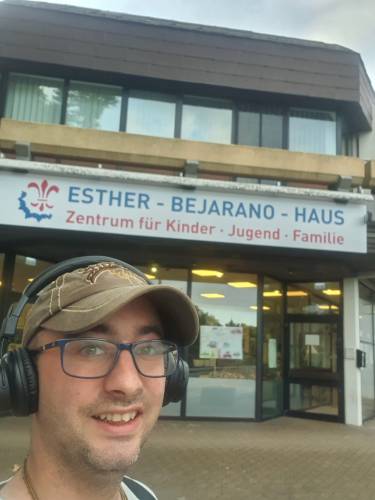 ESTHER - BEJARANO - HAUS
Zentrum für Kinder · Jugend · Familie